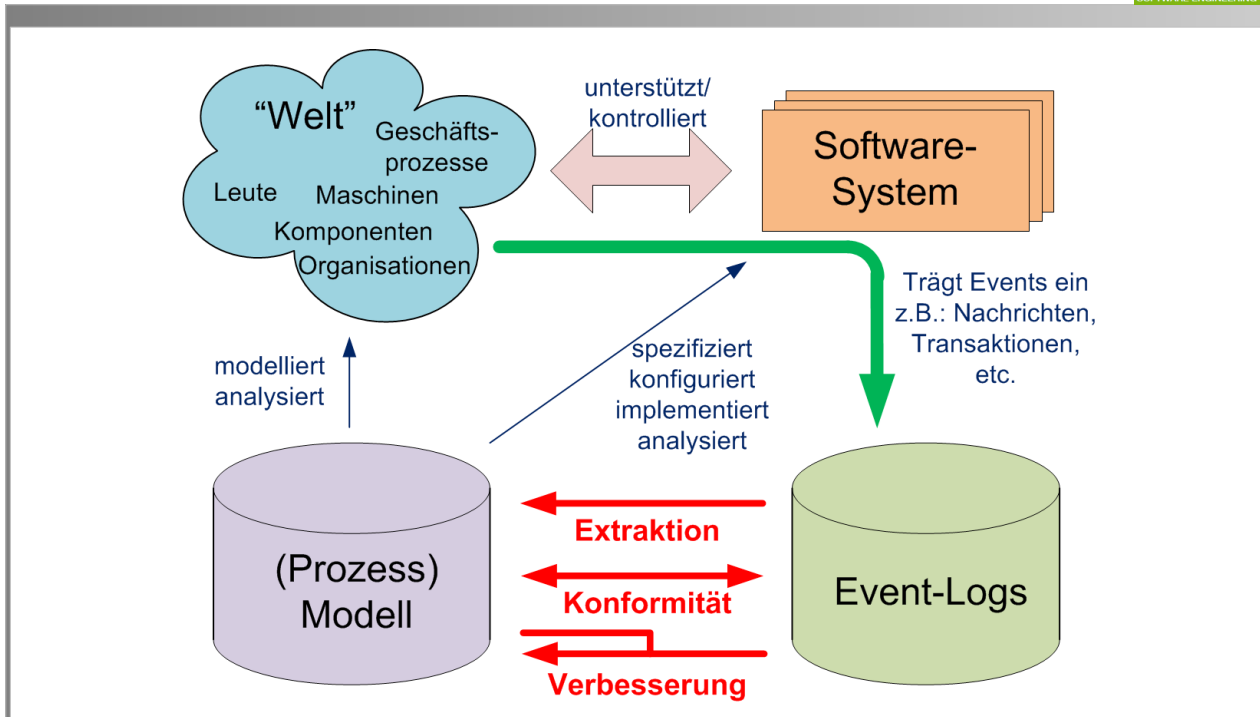 “Welt”
Geschäfts-
prozesse
Leute
Maschinen
Komponenten
Organisationen
unterstützt/
kontrolliert
Software-
System
Trägt Events ein
z.B.: Nachrichten,
Transaktionen,
etc.
modelliert
analysiert
spezifiziert
konfiguriert
implementiert
analysiert
(Prozess)
Modell
Extraktion
Konformität
Verbesserung
Event-Logs